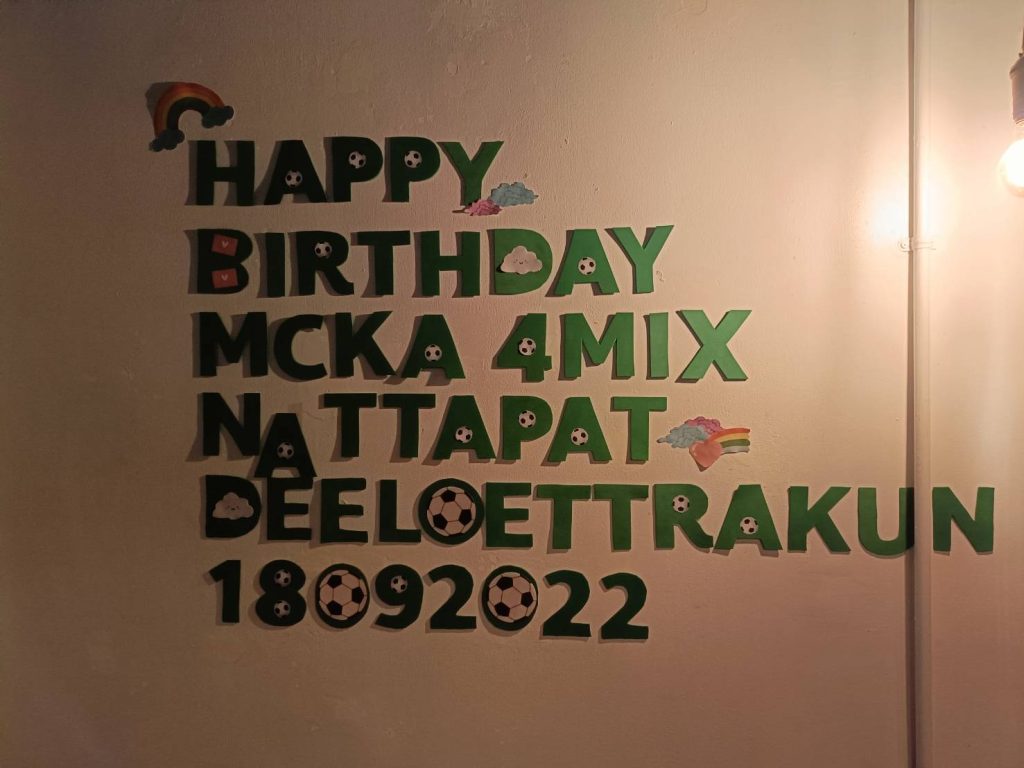 HAPPY
BIRTHDAY
MCKA 4MIX
NATTAPAT
DEELOETTRAKUN
18092022